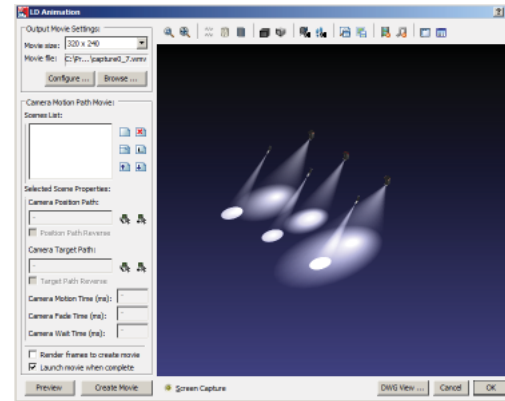 LD Animation
Output Movie Settings:
Movie size: 320 x 240
Movie file: C:\Pr...\capture0_7.wmv
Configure ... Browse ...
Camera Motion Path Movie:
Scenes List:
Selected Scene Properties:
Camera Position Path:
-
Position Path Reverse
Camera Target Path:
-
Target Path Reverse
Camera Motion Time (ms): -
Camera Fade Time (ms): -
Camera Wait Time (ms): -
Render frames to create movie
Launch movie when complete
Preview Create Movie Screen Capture DWG View ... Cancel OK